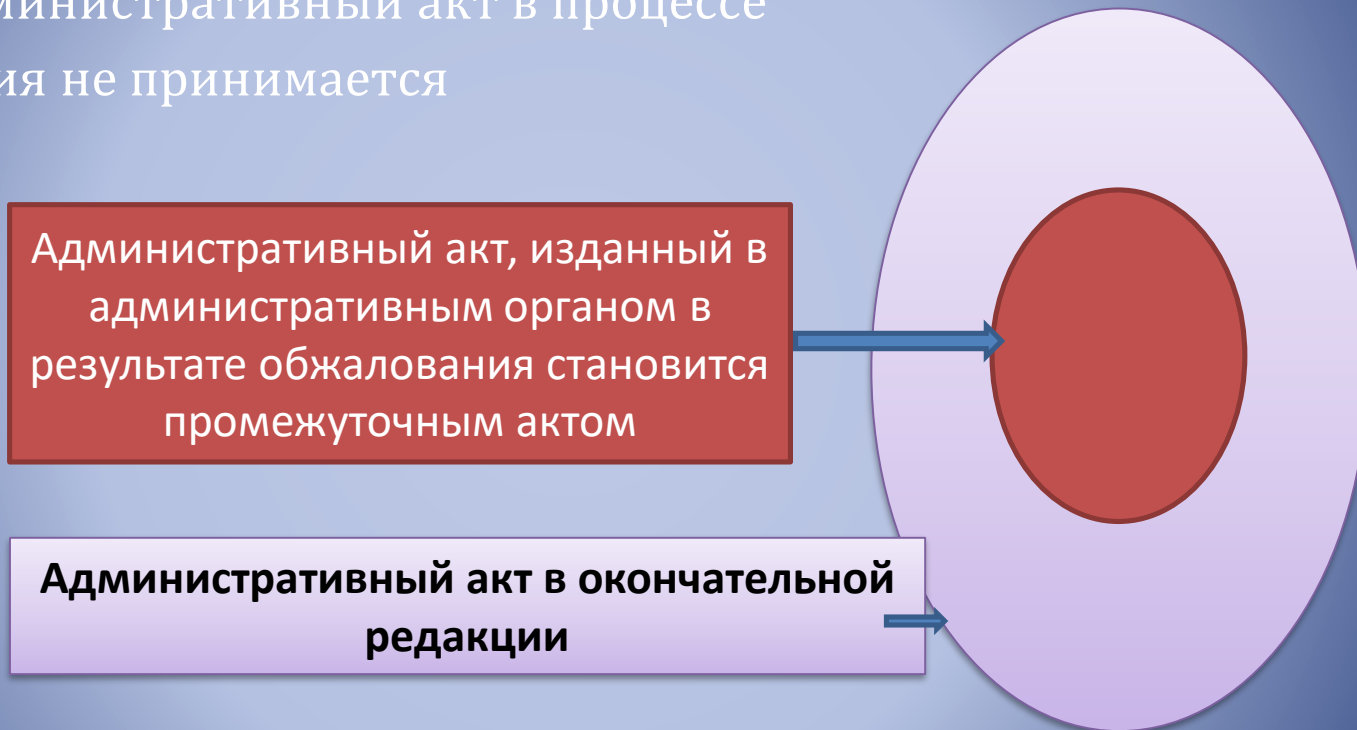 министративный акт в процессе
ия не принимается
Административный акт, изданный в
административным органом в
результате обжалования становится
промежуточным актом
Административный акт в окончательной
редакции